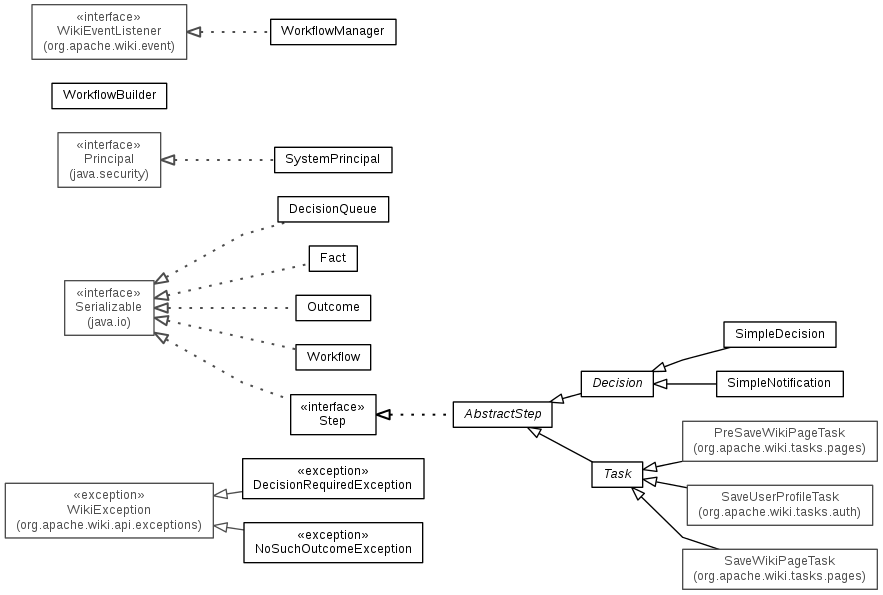 «interface»
WikiEventListener
(org.apache.wiki.event)
WorkflowManager
WorkflowBuilder
«interface»
Principal
(java.security)
SystemPrincipal
DecisionQueue
Fact
«interface»
Serializable
(java.io)
Outcome
Workflow
«interface»
Step
AbstractStep
Decision
SimpleDecision
SimpleNotification
Task
PreSaveWikiPageTask
(org.apache.wiki.tasks.pages)
SaveUserProfileTask
(org.apache.wiki.tasks.auth)
SaveWikiPageTask
(org.apache.wiki.tasks.pages)
«exception»
WikiException
(org.apache.wiki.api.exceptions)
«exception»
DecisionRequiredException
«exception»
NoSuchOutcomeException